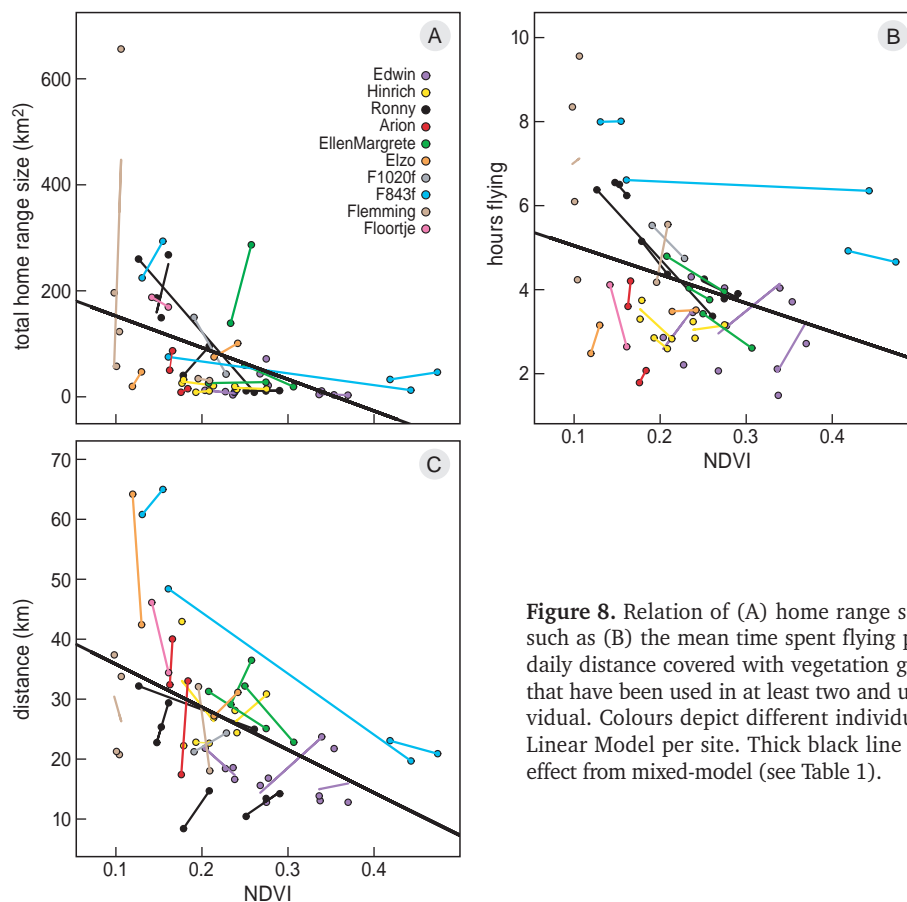 A
600
400
200
0
total home range size (km2)
Edwin
Hinrich
Ronny
Arion
EllenMargrete
Elzo
F1020f
F843f
Flemming
Floortje
B
10
8
6
4
2
hours flying
0.1 0.2 0.3 0.4
NDVI
C
70
60
50
40
30
20
10
distance (km)
0.1 0.2 0.3 0.4
NDVI
Figure 8. Relation of (A) home range s
such as (B) the mean time spent flying p
daily distance covered with vegetation g
that have been used in at least two and u
vidual. Colours depict different individu
Linear Model per site. Thick black line
effect from mixed-model (see Table 1).